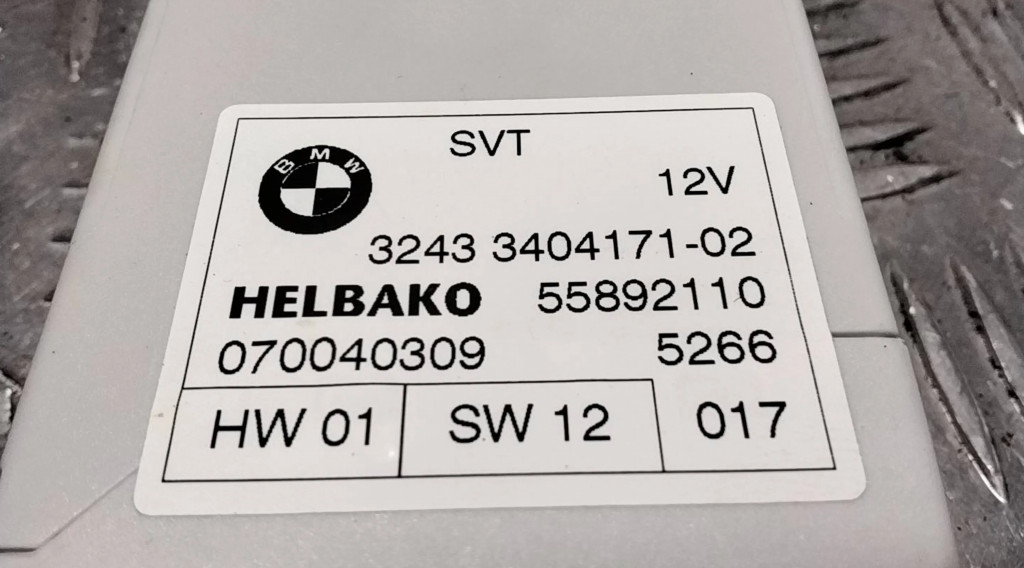 SVT
BMW
12V
3243 3404171-02
HELBAKO 55892110
070040309 5266
HW 01 SW 12 017